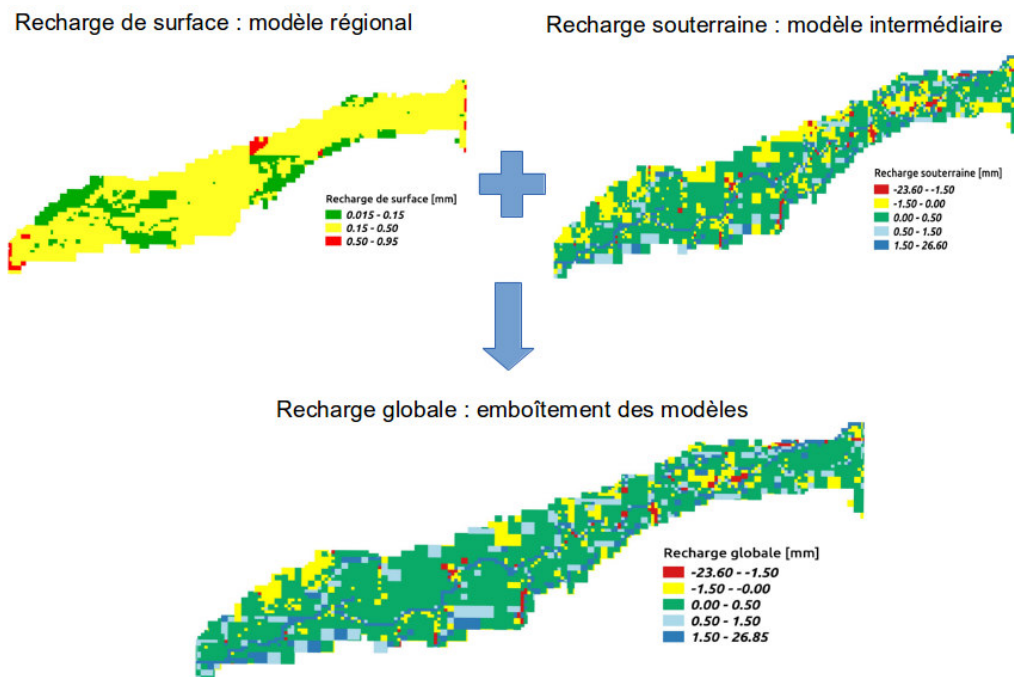 Recharge de surface : modèle régional
Recharge souterraine : modèle intermédiaire
Recharge de surface [mm]
0.015 - 0.15
0.15 - 0.50
0.50 - 0.95
Recharge souterraine [mm]
-23.60 - -1.50
-1.50 - 0.00
0.00 - 0.50
0.50 - 1.50
1.50 - 26.60
Recharge globale : emboîtement des modèles
Recharge globale [mm]
-23.60 - -1.50
-1.50 - -0.00
0.00 - 0.50
0.50 - 1.50
1.50 - 26.85